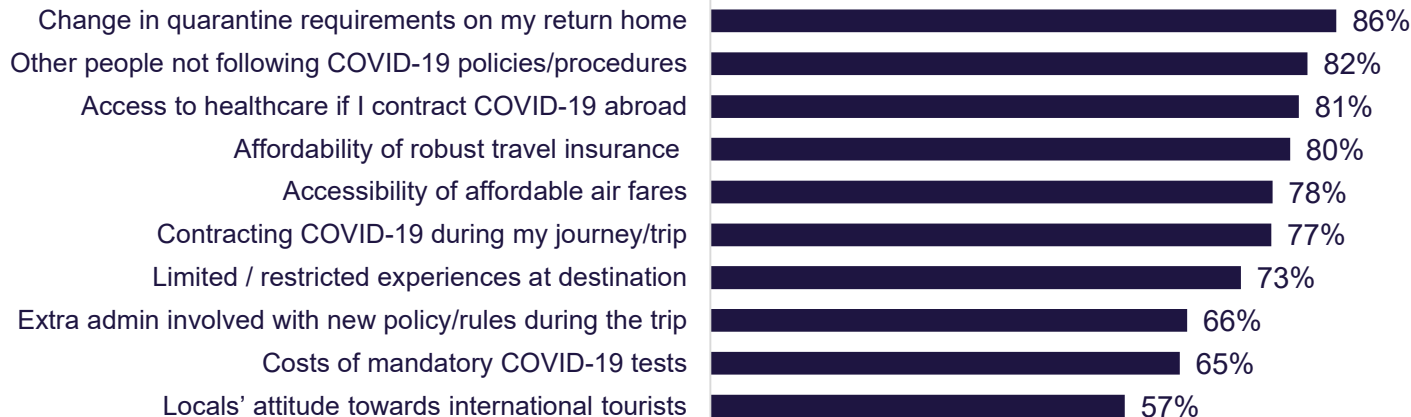 Change in quarantine requirements on my return home 86%
Other people not following COVID-19 policies/procedures 82%
Access to healthcare if I contract COVID-19 abroad 81%
Affordability of robust travel insurance 80%
Accessibility of affordable air fares 78%
Contracting COVID-19 during my journey/trip 77%
Limited / restricted experiences at destination 73%
Extra admin involved with new policy/rules during the trip 66%
Costs of mandatory COVID-19 tests 65%
Locals’ attitude towards international tourists 57%